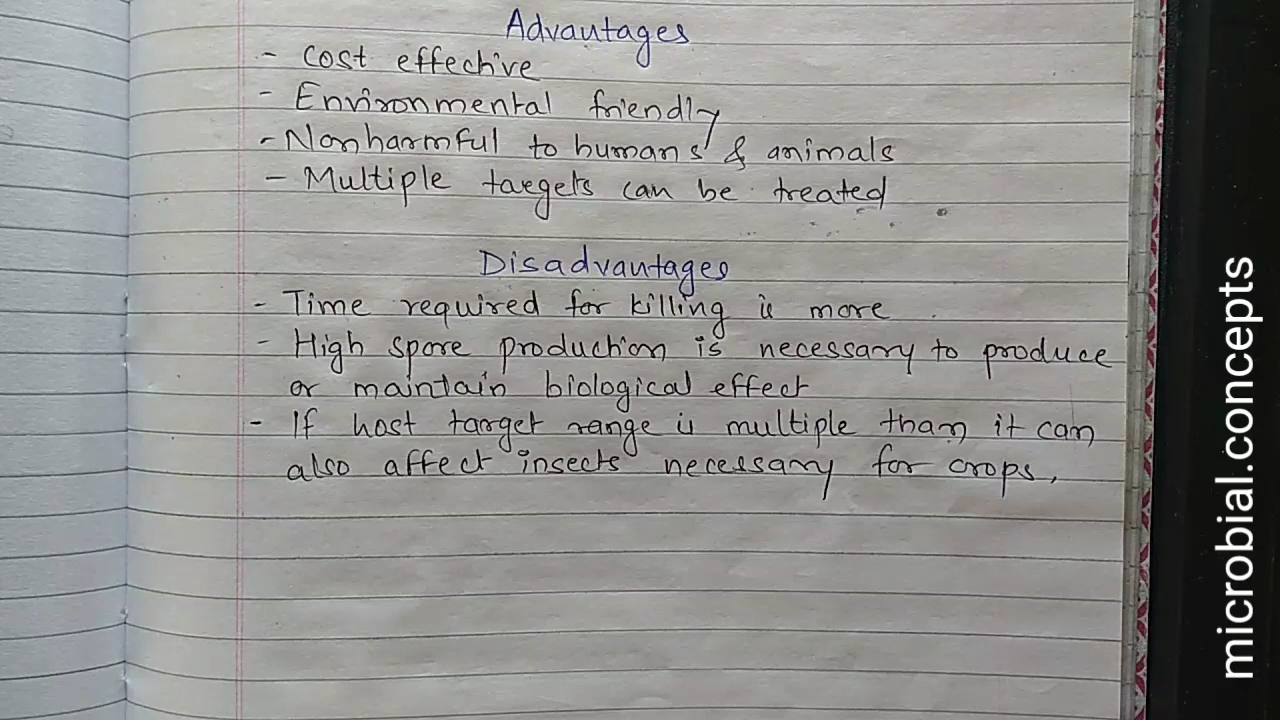 Advantages
- Cost effective
- Environmental friendly
- Nonharmful to humans & animals
- Multiple targets can be treated
Disadvantages
- Time required for killing is more
- High spore production is necessary to produce
or maintain biological effect
- If host target range is multiple than it can
also affect insects necessary for crops.
microbial.concepts